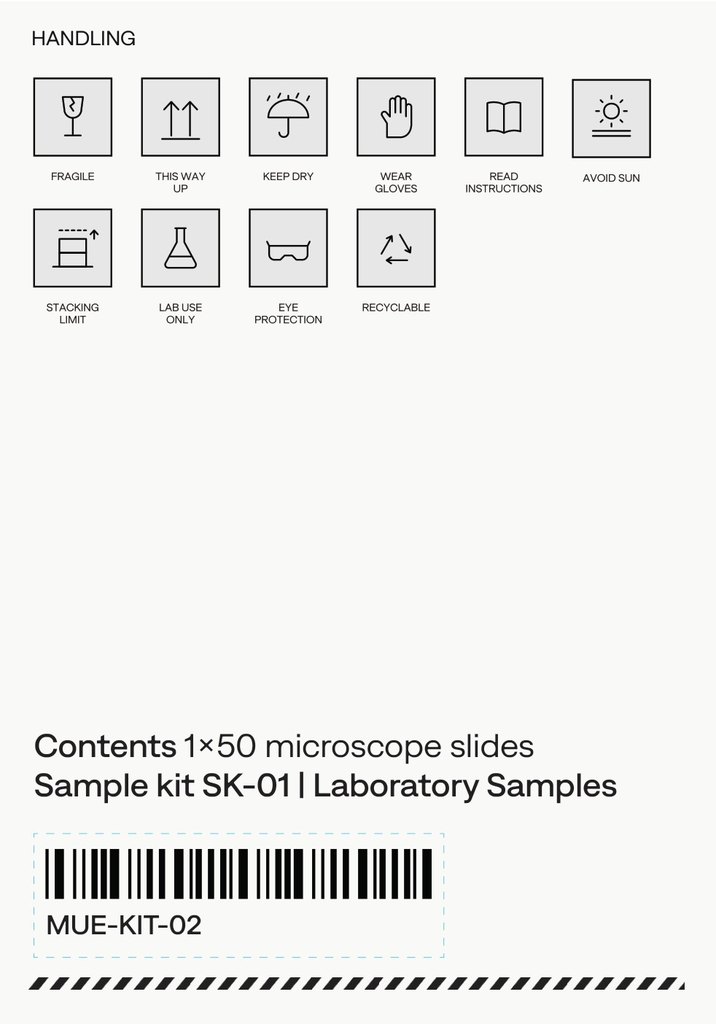 HANDLING
FRAGILE
THIS WAY
UP
KEEP DRY
WEAR
GLOVES
READ
INSTRUCTIONS
AVOID SUN
STACKING
LIMIT
LAB USE
ONLY
EYE
PROTECTION
RECYCLABLE
Contents 1×50 microscope slides
Sample kit SK-01 | Laboratory Samples
MUE-KIT-02